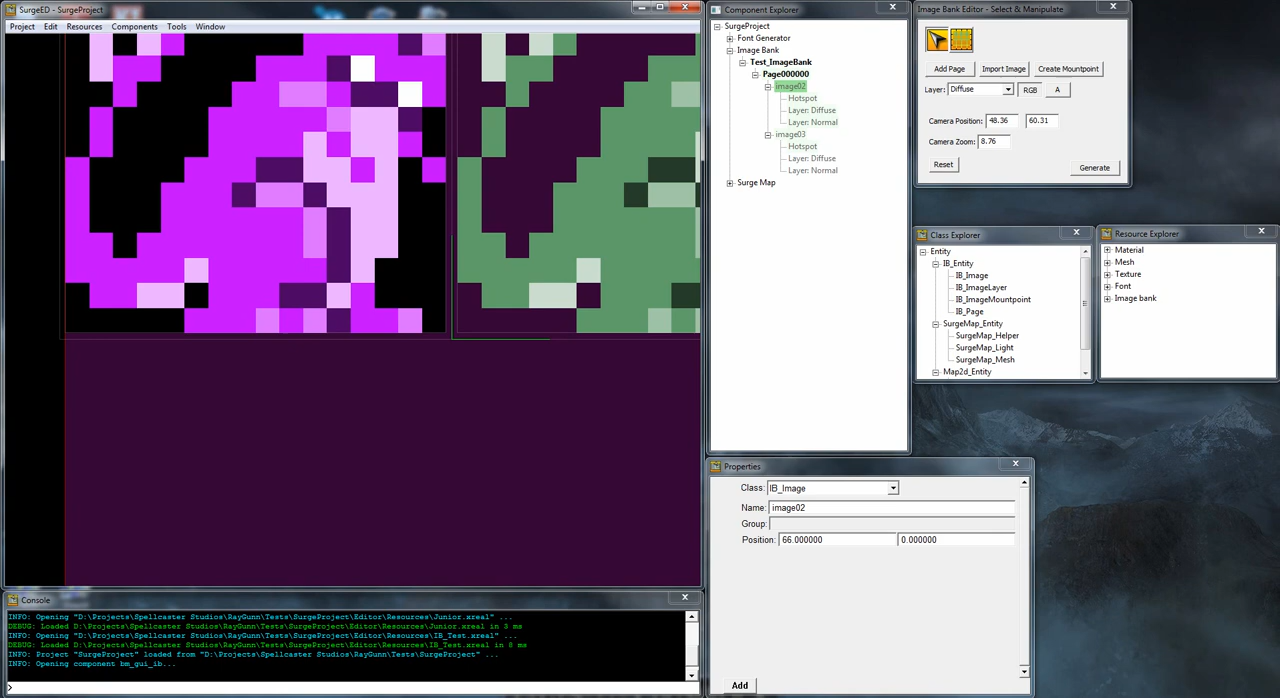 SurgeED - SurgeProject
Project Edit Resources Components Tools Window
Console
INFO: Opening "D:\Projects\Spellcaster Studios\RayGunn\Tests\SurgeProject\Editor\Resources\Junior.xreal" ...
DEBUG: Loaded D:\Projects\Spellcaster Studios\RayGunn\Tests\SurgeProject\Editor\Resources\Junior.xreal in 3 ms
INFO: Opening "D:\Projects\Spellcaster Studios\RayGunn\Tests\SurgeProject\Editor\Resources\IB_Test.xreal" ...
DEBUG: Loaded D:\Projects\Spellcaster Studios\RayGunn\Tests\SurgeProject\Editor\Resources\IB_Test.xreal in 8 ms
INFO: Project "SurgeProject" loaded from "D:\Projects\Spellcaster Studios\RayGunn\Tests\SurgeProject" ...
INFO: Opening component bm_gui_ib...
>
Component Explorer
SurgeProject
Font Generator
Image Bank
Test_ImageBank
Page000000
image02
Hotspot
Layer: Diffuse
Layer: Normal
image03
Hotspot
Layer: Diffuse
Layer: Normal
Surge Map
Image Bank Editor - Select & Manipulate
Add Page Import Image Create Mountpoint
Layer: Diffuse RGB A
Camera Position: 48.36 60.31
Camera Zoom: 8.76
Reset Generate
Class Explorer
Entity
IB_Entity
IB_Image
IB_ImageLayer
IB_ImageMountpoint
IB_Page
SurgeMap_Entity
SurgeMap_Helper
SurgeMap_Light
SurgeMap_Mesh
Map2d_Entity
Resource Explorer
Material
Mesh
Texture
Font
Image bank
Properties
Class: IB_Image
Name: image02
Group:
Position: 66.000000 0.000000
Add